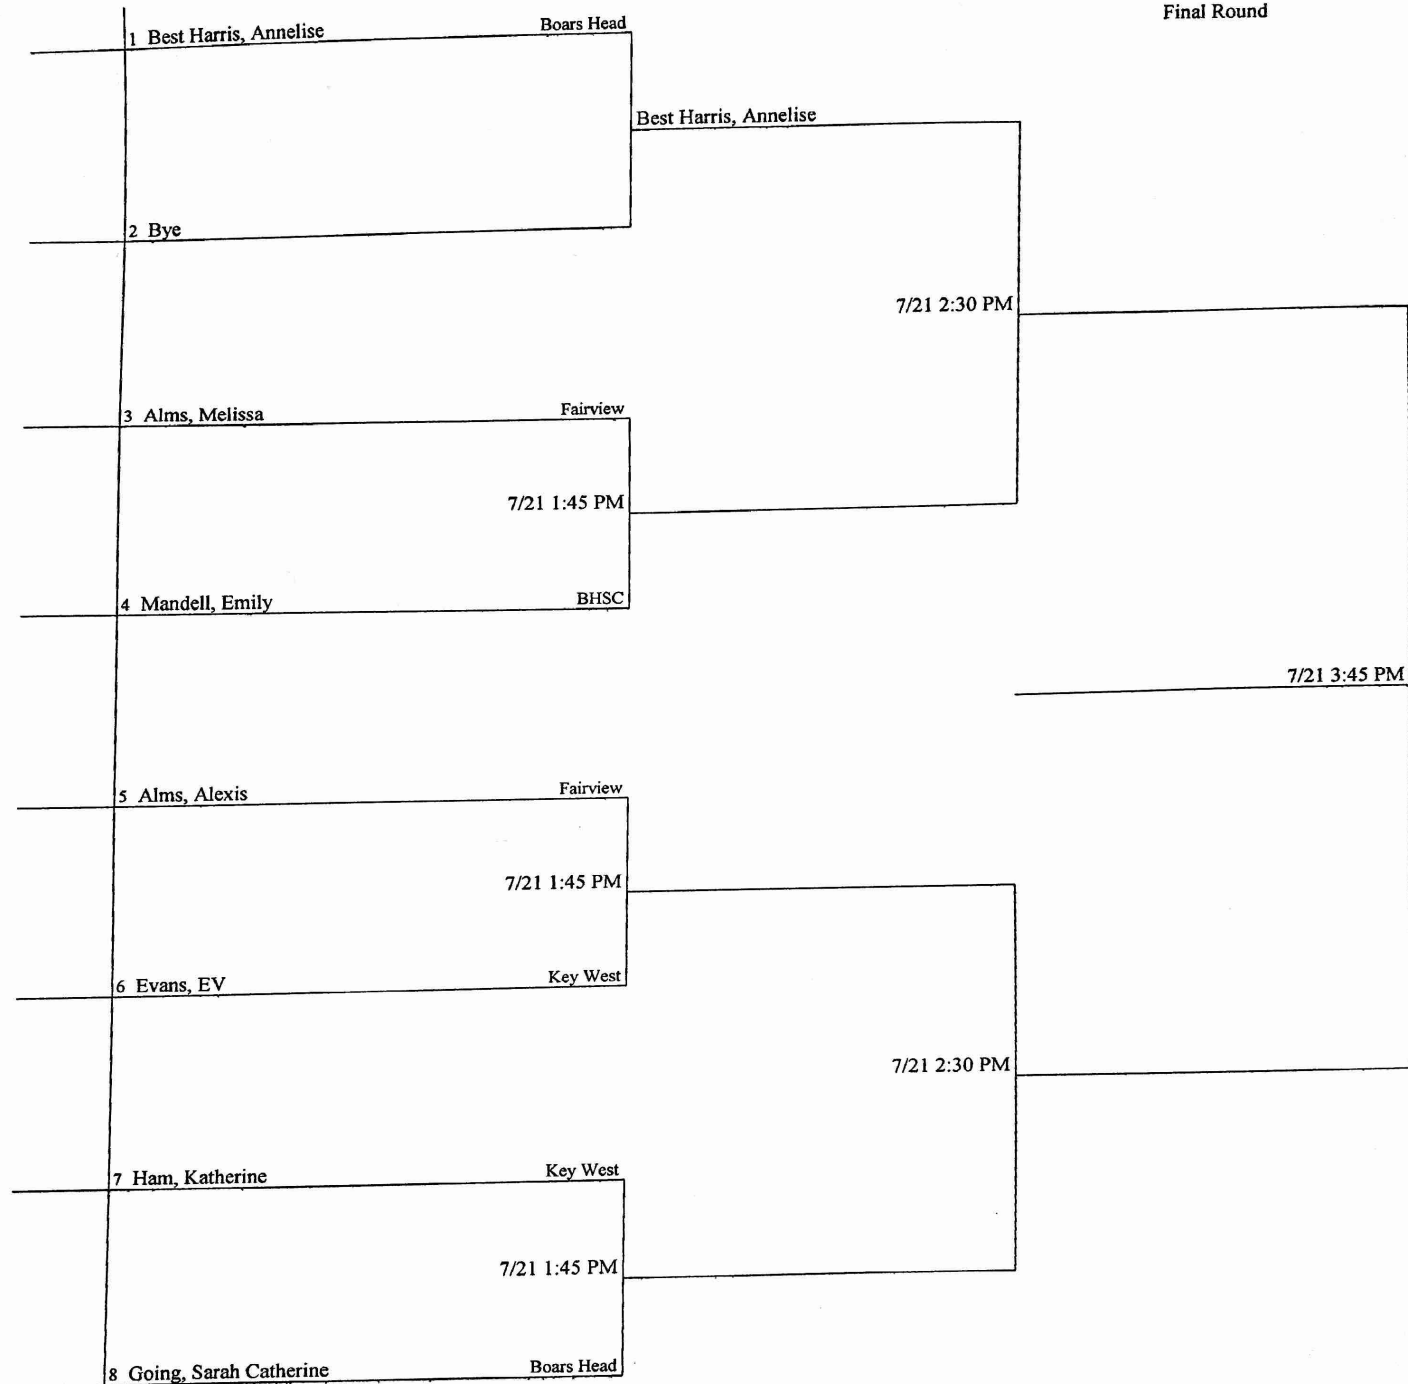 Final Round
1 Best Harris, Annelise Boars Head
Best Harris, Annelise
2 Bye
7/21 2:30 PM
3 Alms, Melissa Fairview
7/21 1:45 PM
4 Mandell, Emily BHSC
7/21 3:45 PM
5 Alms, Alexis Fairview
7/21 1:45 PM
6 Evans, EV Key West
7/21 2:30 PM
7 Ham, Katherine Key West
7/21 1:45 PM
8 Going, Sarah Catherine Boars Head